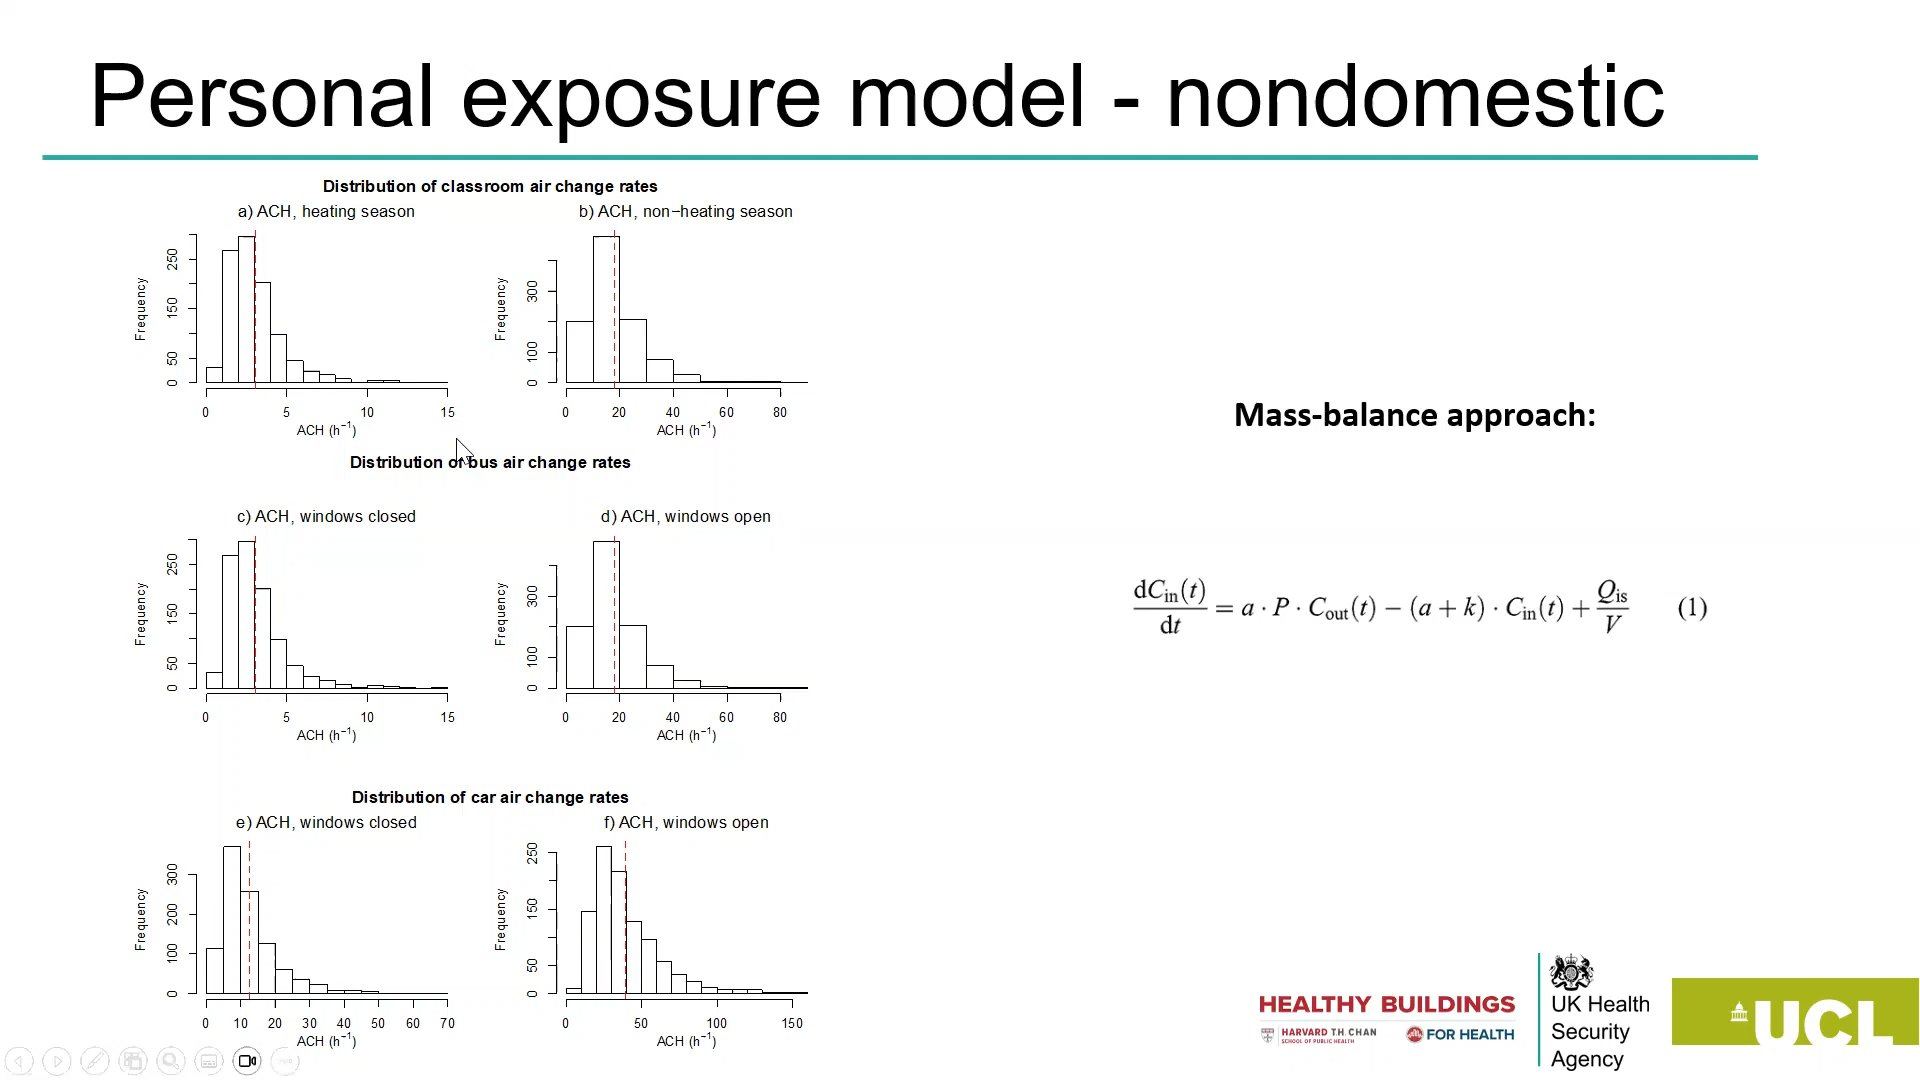 Personal exposure model - nondomestic
Distribution of classroom air change rates
a) ACH, heating season
b) ACH, non−heating season
Frequency
0 50 150 250
0 5 10 15
ACH (h−1)
Frequency
0 100 300
0 20 40 60 80
ACH (h−1)
Mass-balance approach:
Distribution of bus air change rates
c) ACH, windows closed
d) ACH, windows open
Frequency
0 50 150 250
0 5 10 15
ACH (h−1)
Frequency
0 100 300
0 20 40 60 80
ACH (h−1)
dCin(t)/dt = a · P · Cout(t) − (a + k) · Cin(t) + Qis/V (1)
Distribution of car air change rates
e) ACH, windows closed
f) ACH, windows open
Frequency
0 100 200 300
0 10 20 30 40 50 60 70
ACH (h−1)
Frequency
0 50 150 250
0 50 100 150
ACH (h−1)
HEALTHY BUILDINGS
HARVARD T.H. CHAN
SCHOOL OF PUBLIC HEALTH
FOR HEALTH
UK Health
Security
Agency
UCL